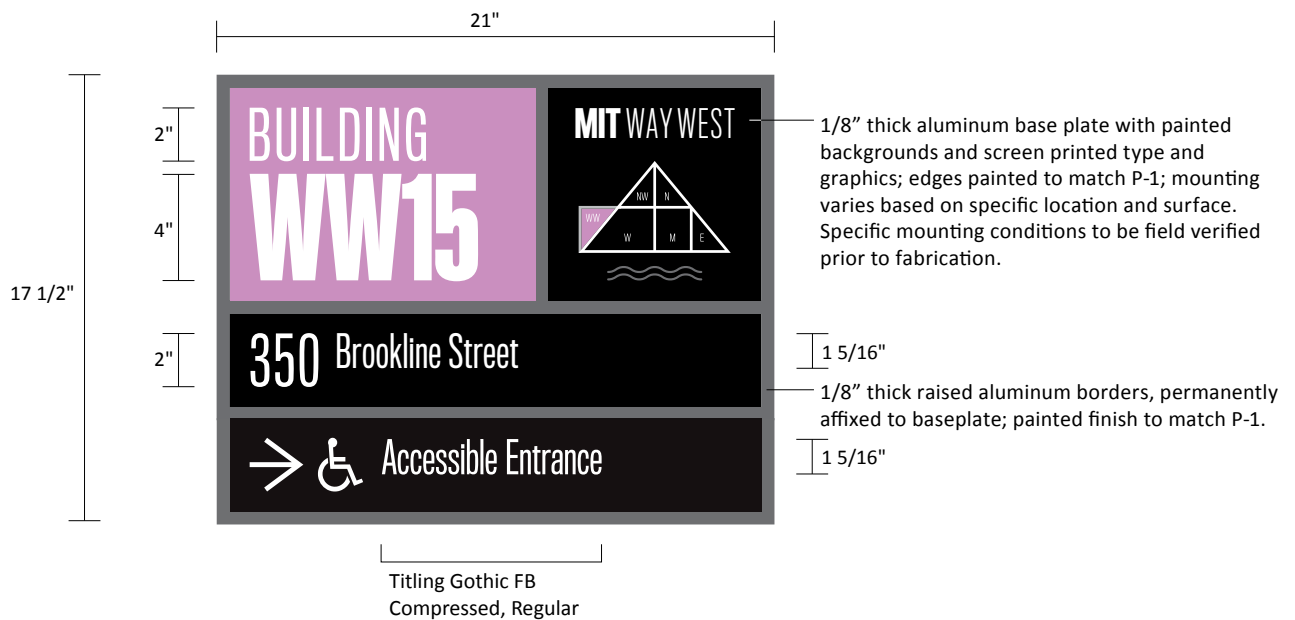 21"
17 1/2"
2"
4"
2"
BUILDING
WW15
MIT WAY WEST
NW N
WW
W M E
350 Brookline Street
Accessible Entrance
1/8” thick aluminum base plate with painted
backgrounds and screen printed type and
graphics; edges painted to match P-1; mounting
varies based on specific location and surface.
Specific mounting conditions to be field verified
prior to fabrication.
1 5/16"
1/8” thick raised aluminum borders, permanently
affixed to baseplate; painted finish to match P-1.
1 5/16"
Titling Gothic FB
Compressed, Regular